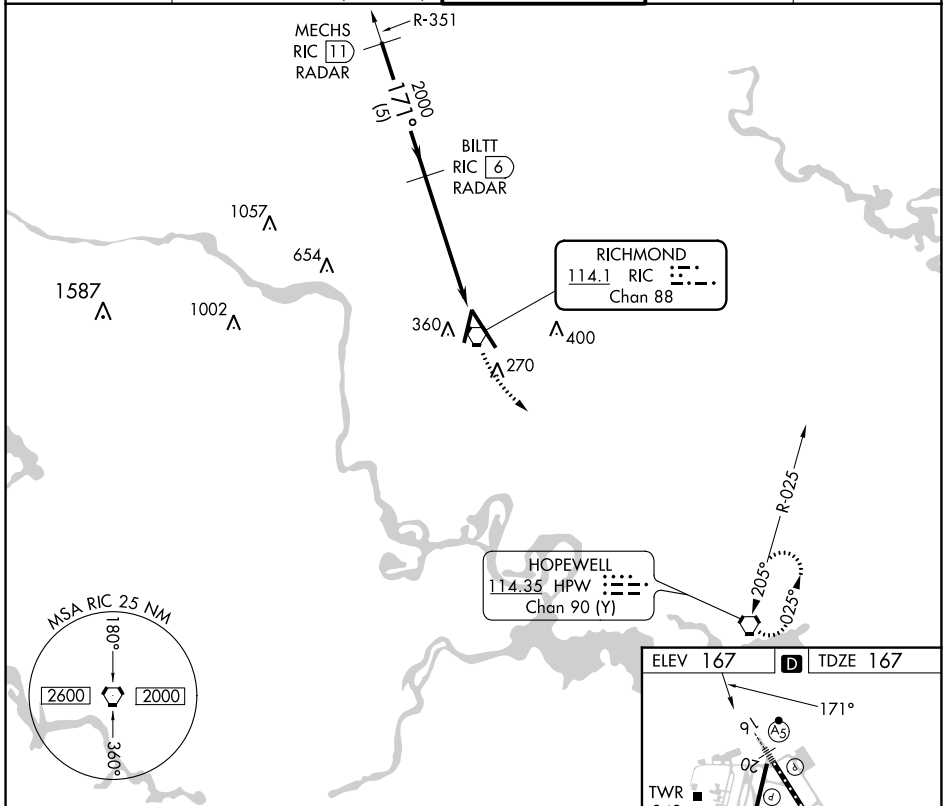 R-351
MECHS
RIC 11
RADAR
2000
171°
(5)
BILTT
RIC 6
RADAR
1057
654
1587
1002
RICHMOND
114.1 RIC
Chan 88
360
400
270
R-025
HOPEWELL
114.35 HPW
Chan 90 (Y)
205°
025°
MSA RIC 25 NM
180°
2600
2000
360°
ELEV 167
D
TDZE 167
171°
16
A5
20
P
P
TWR